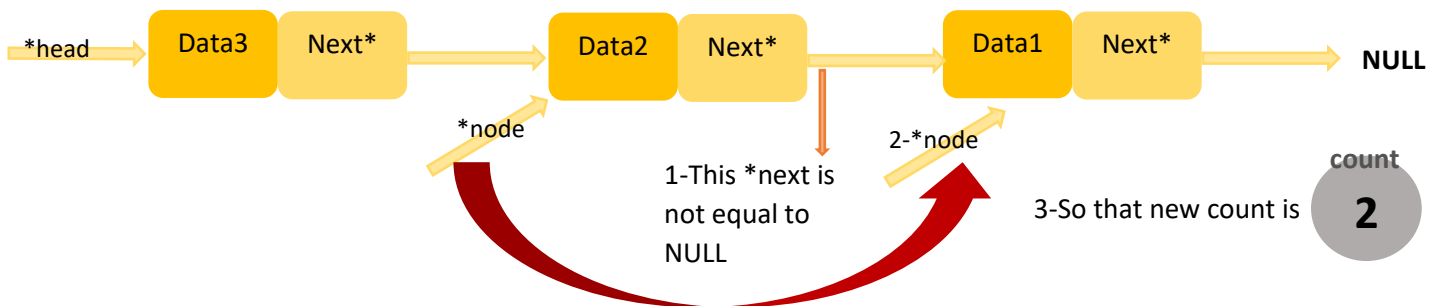 *head
Data3
Next*
Data2
Next*
Data1
Next*
NULL
*node
2-*node
1-This *next is
not equal to
NULL
3-So that new count is
count
2